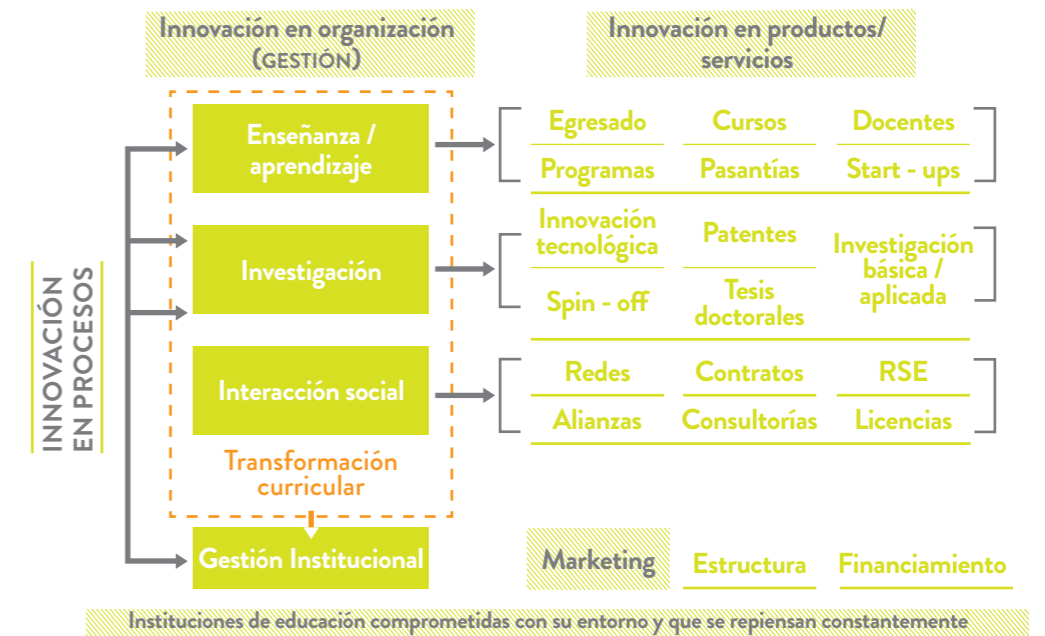 Innovación en organización
(GESTIÓN)
Innovación en productos/
servicios
INNOVACIÓN
EN PROCESOS
Enseñanza /
aprendizaje
Egresado
Cursos
Docentes
Programas
Pasantías
Start - ups
Investigación
Innovación
tecnológica
Patentes
Investigación
básica /
aplicada
Spin - off
Tesis
doctorales
Interacción social
Redes
Contratos
RSE
Alianzas
Consultorías
Licencias
Transformación
curricular
Gestión Institucional
Marketing
Estructura
Financiamiento
Instituciones de educación comprometidas con su entorno y que se repiensan constantemente